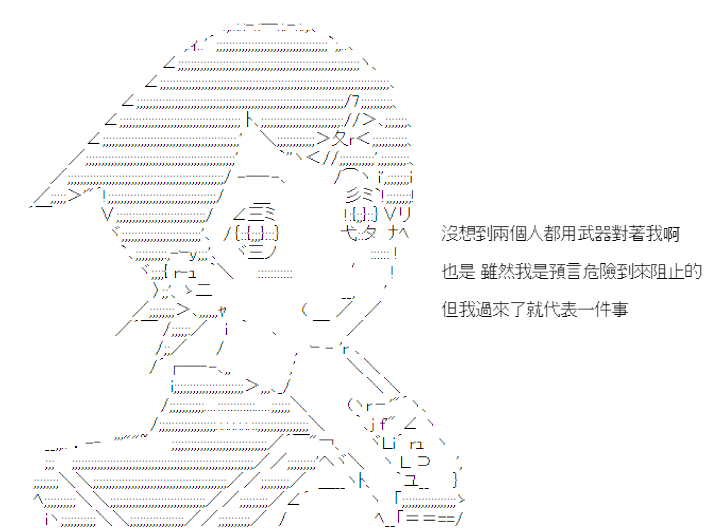 沒想到兩個人都用武器對著我啊
也是 雖然我是預言危險到來阻止的
但我過來了就代表一件事